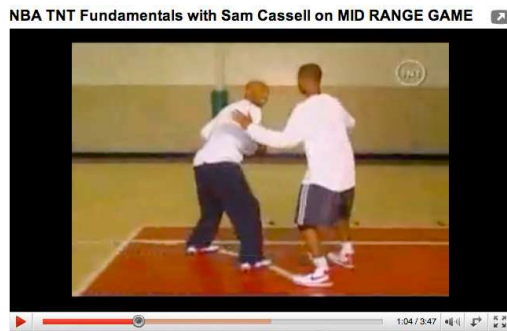 NBA TNT Fundamentals with Sam Cassell on MID RANGE GAME
TNT
1:04 / 3:47